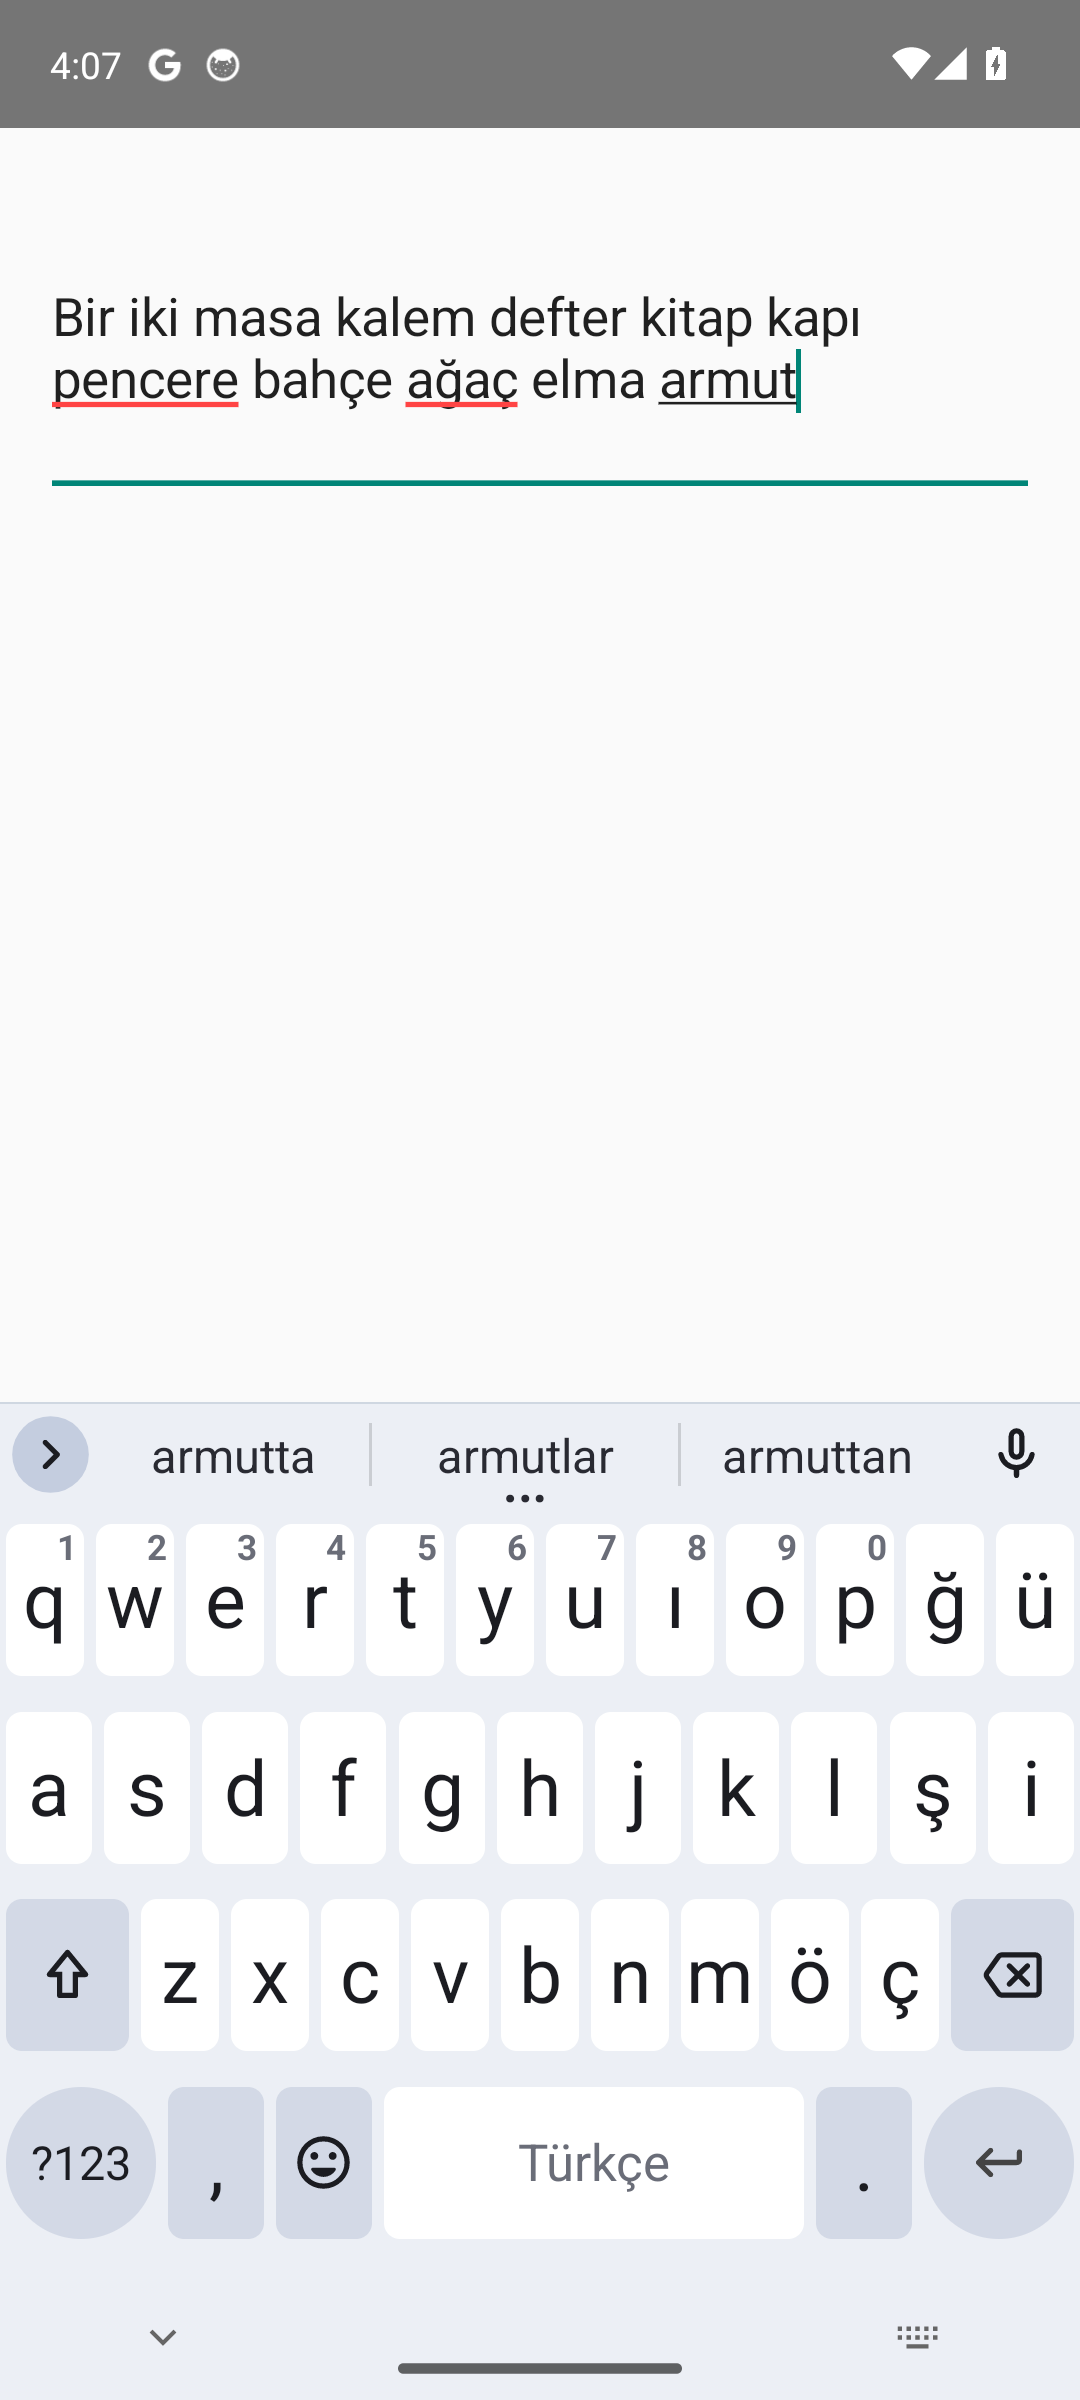 4:07
Bir iki masa kalem defter kitap kapı
pencere bahçe ağaç elma armut
armutta armutlar armuttan
1 2 3 4 5 6 7 8 9 0
q w e r t y u ı o p ğ ü
a s d f g h j k l ş i
z x c v b n m ö ç
?123 , Türkçe .